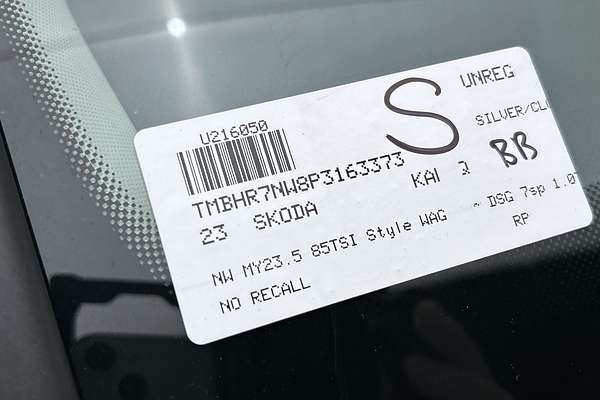 U216050
S
UNREG
SILVER/CL
TMBHR7NW8P3163373
BB
23 SKODA
KAI
NW MY23.5 85TSI Style WAG ~ DSG 7sp 1.0
RP
NO RECALL